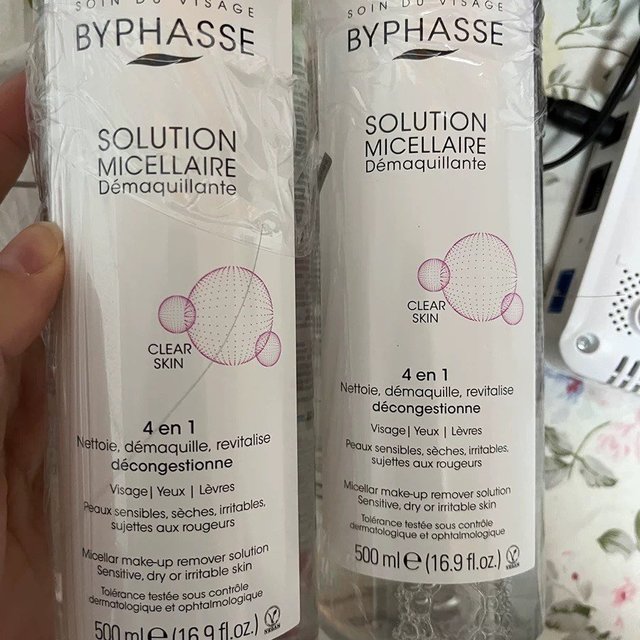 SOIN DU VISAGE
BYPHASSE
SOLUTION
MICELLAIRE
Démaquillante
CLEAR
SKIN
4 en 1
Nettoie, démaquille, revitalise
décongestionne
Visage| Yeux | Lèvres
Peaux sensibles, sèches, irritables,
sujettes aux rougeurs
Micellar make-up remover solution
Sensitive, dry or irritable skin
Tolérance testée sous contrôle
dermatologique et ophtalmologique
500 ml e (16.9 fl.oz.)
VEGAN
SOIN DU VISAGE
BYPHASSE
SOLUTION
MICELLAIRE
Démaquillante
CLEAR
SKIN
4 en 1
Nettoie, démaquille, revitalise
décongestionne
Visage| Yeux | Lèvres
Peaux sensibles, sèches, irritables,
sujettes aux rougeurs
Micellar make-up remover solution
Sensitive, dry or irritable skin
Tolérance testée sous contrôle
dermatologique et ophtalmologique
500 ml e (16.9 fl.oz.)
VEGAN